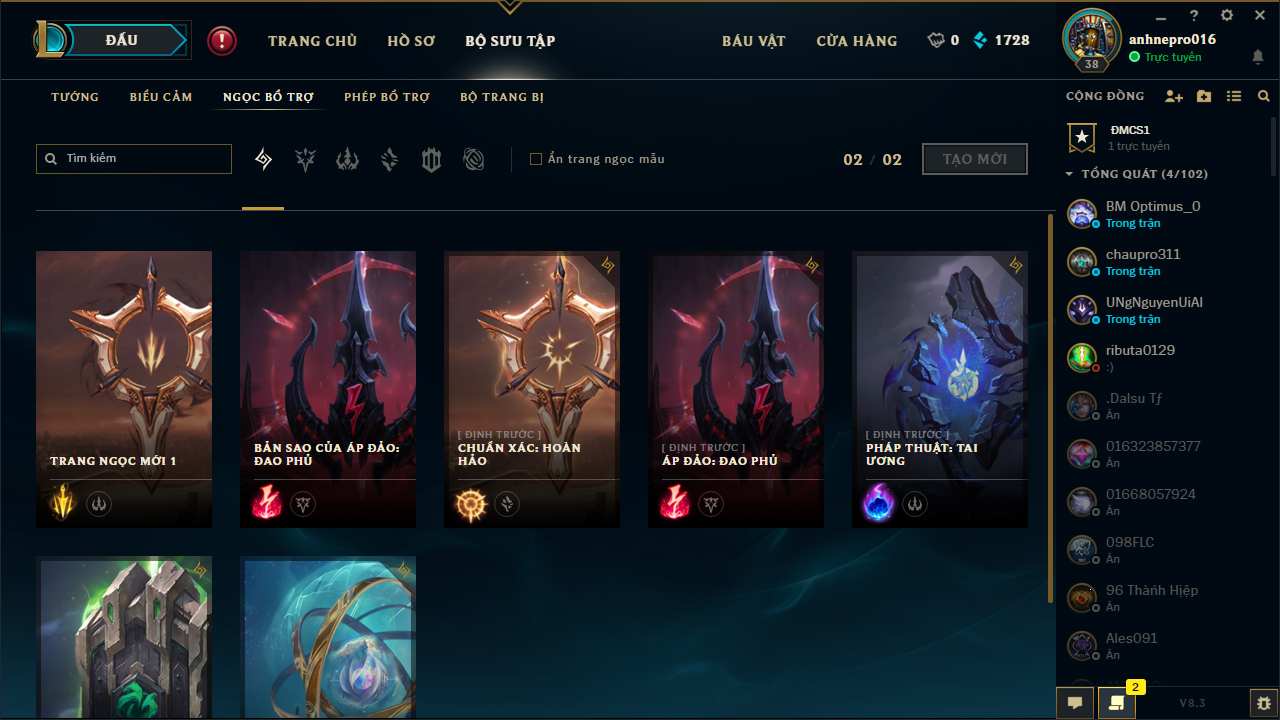 ĐẤU
TRANG CHỦ
HỒ SƠ
BỘ SƯU TẬP
BÁU VẬT
CỬA HÀNG
0
1728
38
anhnepro016
Trực tuyến
TƯỚNG
BIỂU CẢM
NGỌC BỔ TRỢ
PHÉP BỔ TRỢ
BỘ TRANG BỊ
CỘNG ĐỒNG
Tìm kiếm
Ẩn trang ngọc mẫu
02 / 02
TẠO MỚI
ĐMCS1
1 trực tuyến
TỔNG QUÁT (4/102)
BM Optimus_0
Trong trận
chaupro311
Trong trận
UNgNguyenUiAI
Trong trận
ributa0129
:)
.Dalsu Tƒ
Ẩn
016323857377
Ẩn
01668057924
Ẩn
098FLC
Ẩn
96 Thành Hiệp
Ẩn
Ales091
Ẩn
TRANG NGỌC MỚI 1
BẢN SAO CỦA ÁP ĐẢO:
ĐAO PHỦ
[ ĐỊNH TRƯỚC ]
CHUẨN XÁC: HOÀN
HẢO
[ ĐỊNH TRƯỚC ]
ÁP ĐẢO: ĐAO PHỦ
[ ĐỊNH TRƯỚC ]
PHÁP THUẬT: TAI
ƯƠNG
2
V8.3